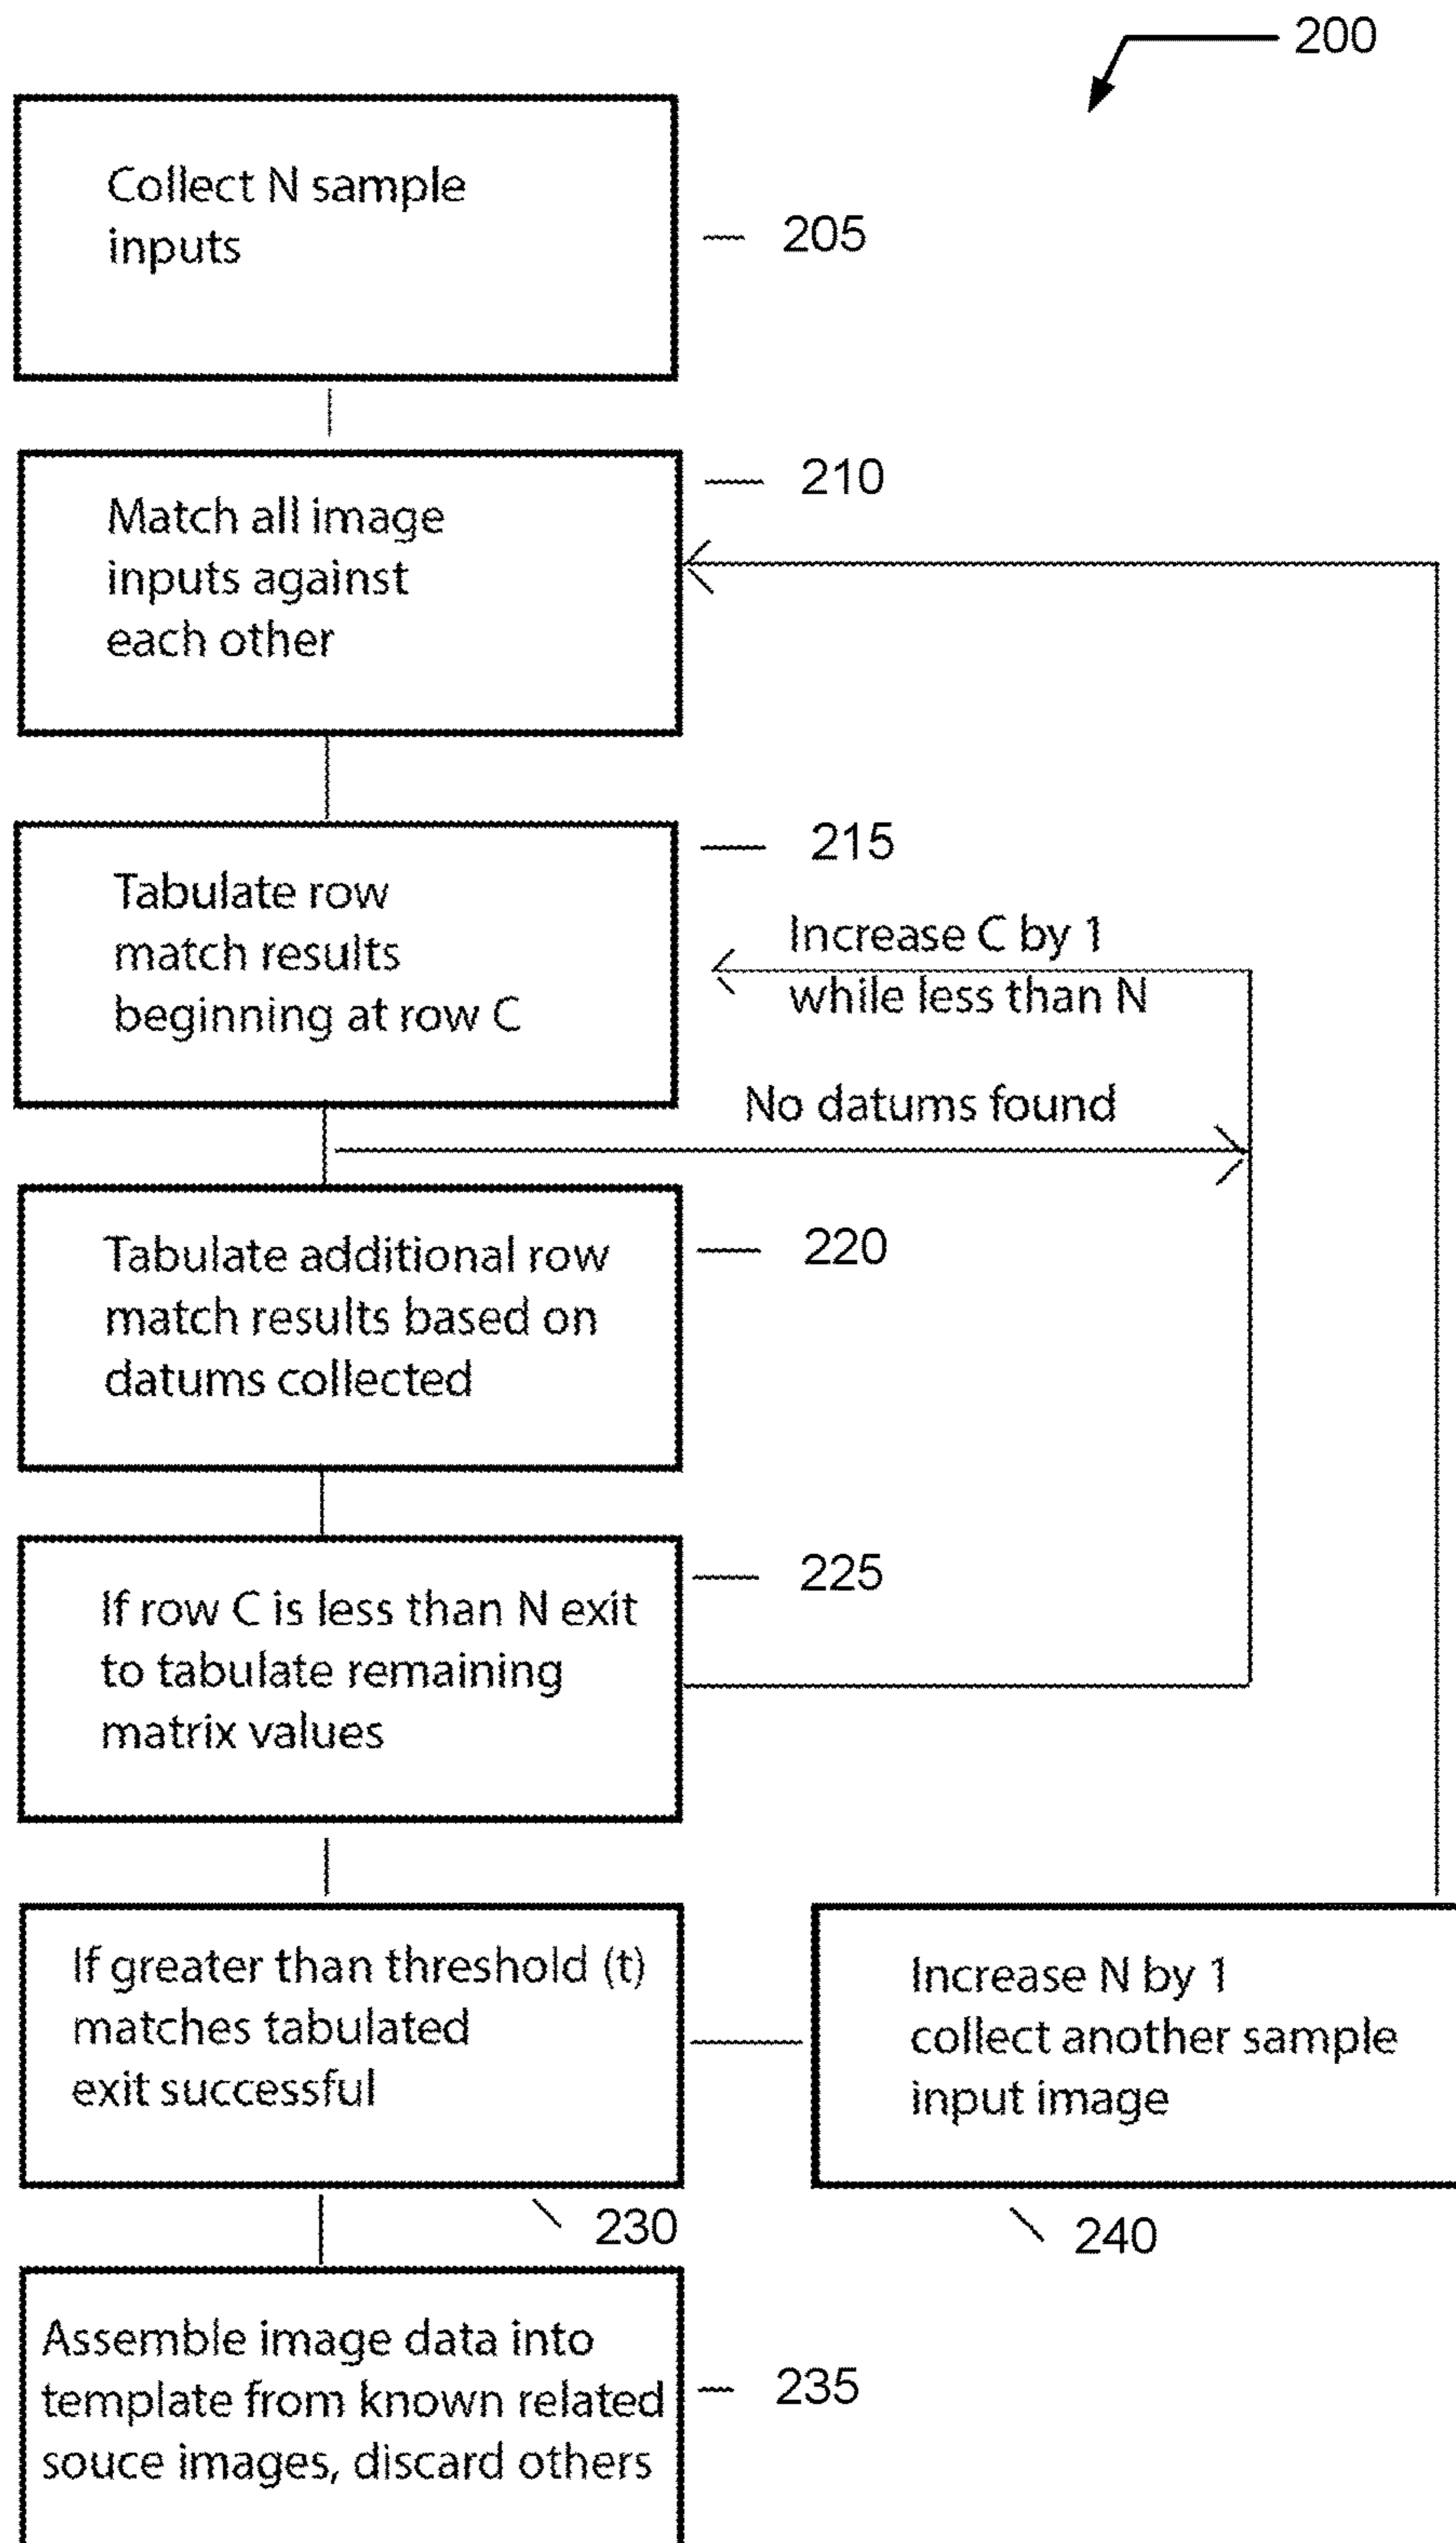 200
Collect N sample
inputs
205
210
Match all image
inputs against
each other
215
Tabulate row
match results
beginning at row C
Increase C by 1
while less than N
No datums found
220
Tabulate additional row
match results based on
datums collected
225
If row C is less than N exit
to tabulate remaining
matrix values
If greater than threshold (t)
matches tabulated
exit successful
230
Increase N by 1
collect another sample
input image
240
Assemble image data into
template from known related
souce images, discard others
235